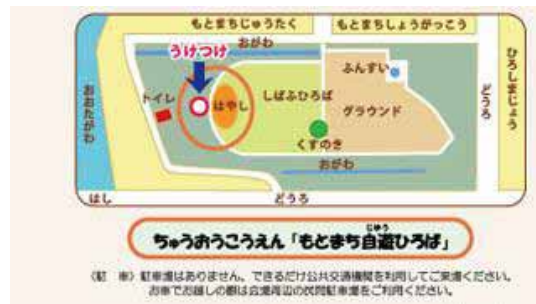 もとまちじゅうたく
もとまちしょうがっこう
おがわ
うけつけ
ふんすい
ひろしまじょう
おおたがわ
トイレ
はやし
しばふひろば
グラウンド
どうろ
くすのき
おがわ
はし
どうろ
じゆう
ちゅうおうこうえん「もとまち自遊ひろば」
〈駐 車〉駐車場はありません。できるだけ公共交通機関を利用してご来場ください。
お車でお越しの際は会場周辺の民間駐車場をご利用ください。